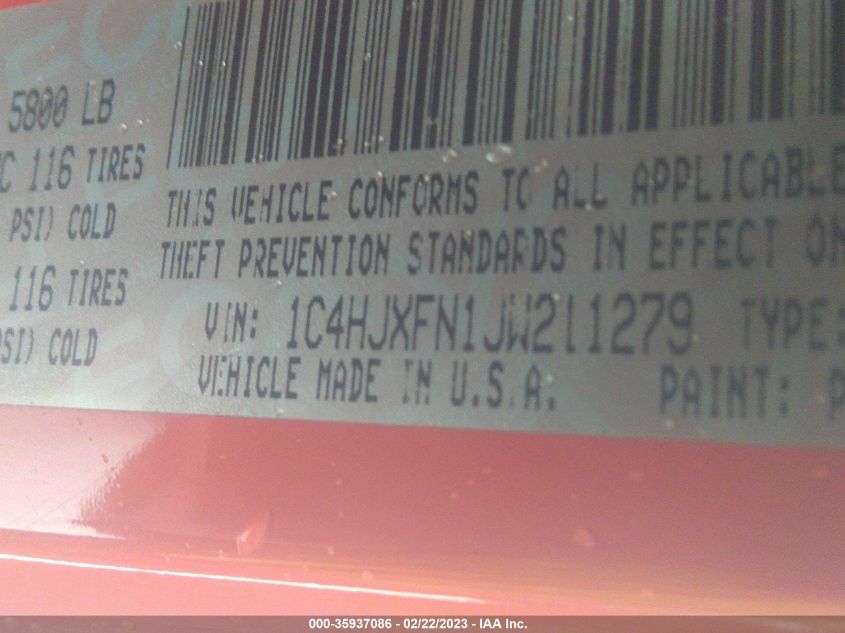 5800 LB
C 116 TIRES
PSI) COLD
116 TIRES
PSI) COLD
THIS VEHICLE CONFORMS TO ALL APPLICABLE
THEFT PREVENTION STANDARDS IN EFFECT ON
VIN: 1C4HJXFN1JW211279 TYPE:
VEHICLE MADE IN U.S.A. PAINT: P
000-35937086 - 02/22/2023 - IAA Inc.